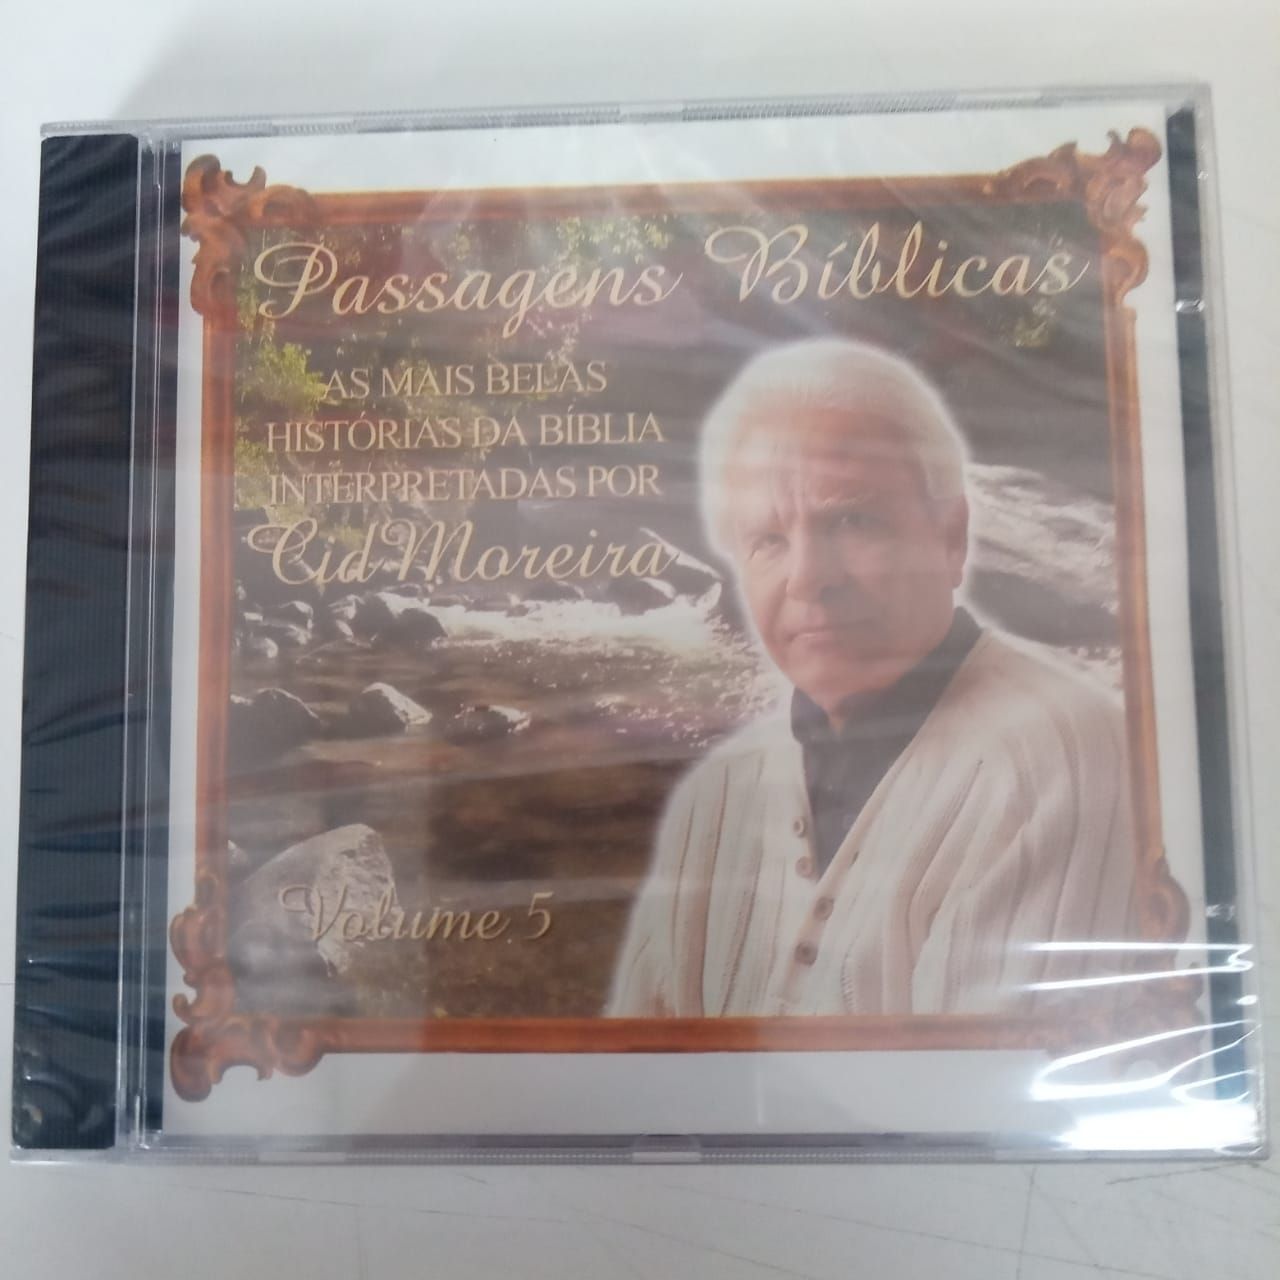 Passagens Bíblicas
AS MAIS BELAS
HISTÓRIAS DA BÍBLIA
INTERPRETADAS POR
Cid Moreira
Volume 5